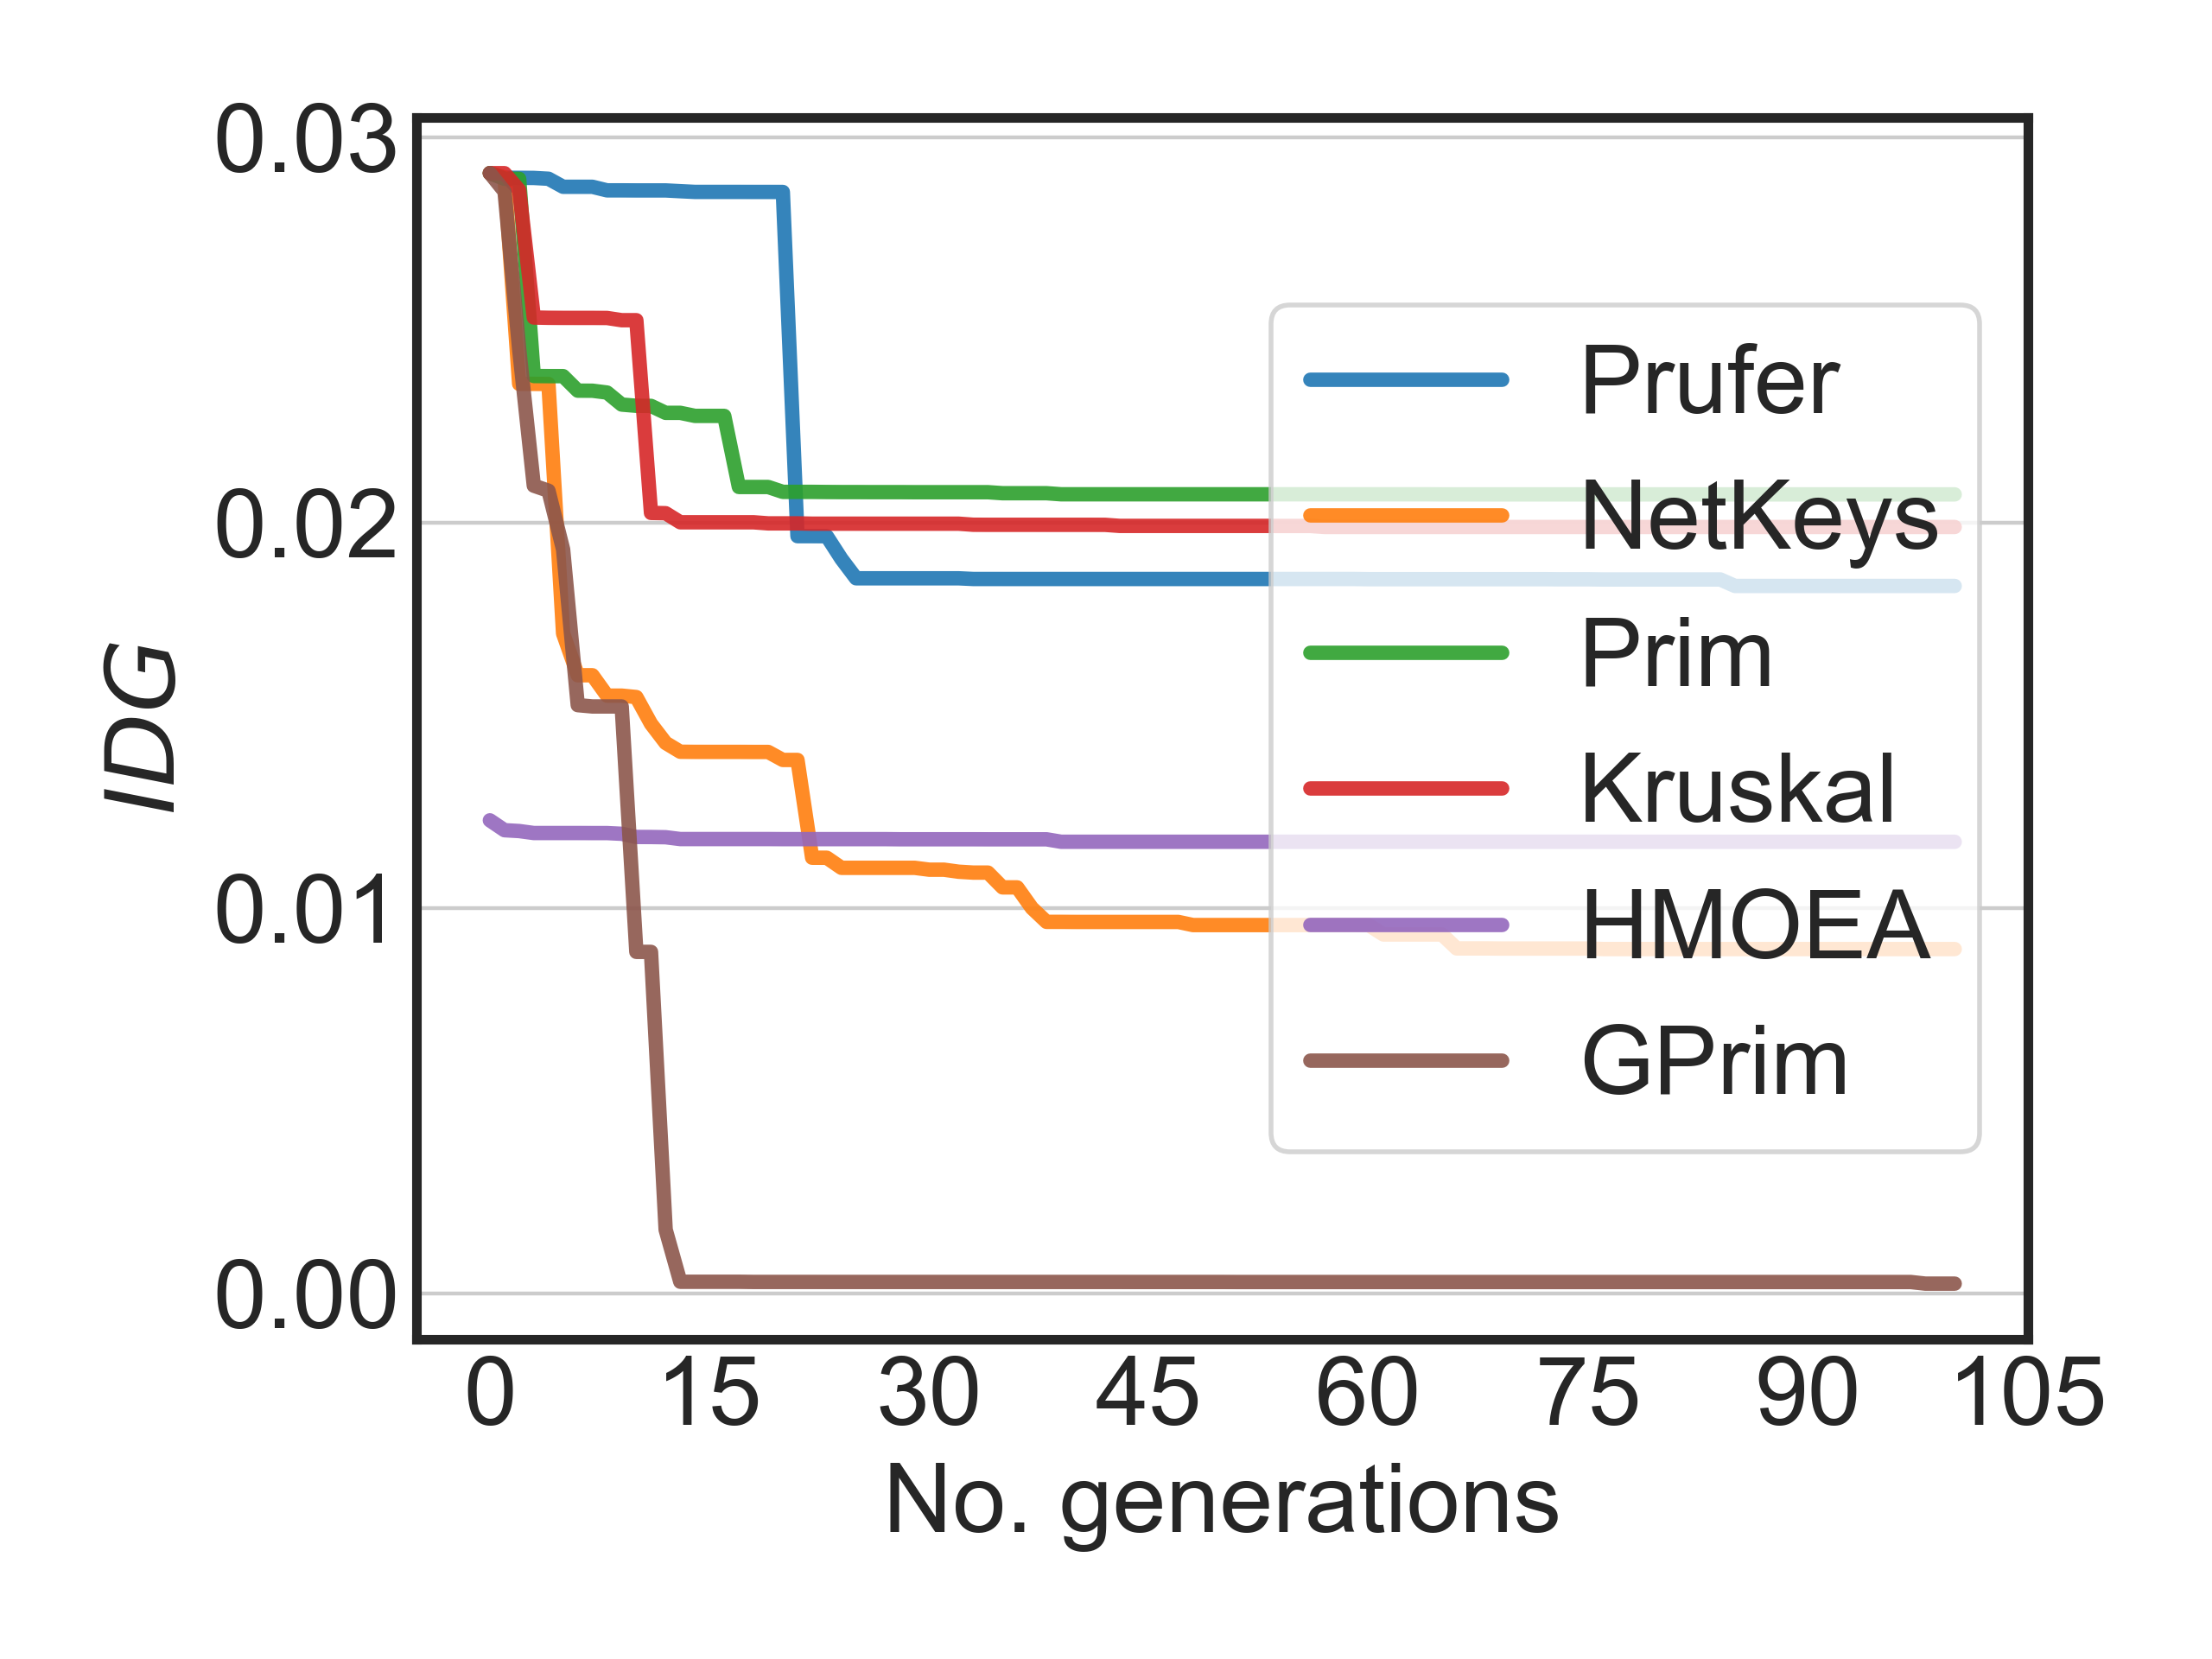 0.03
0.02
0.01
0.00
IDG
0 15 30 45 60 75 90 105
No. generations
Prufer
NetKeys
Prim
Kruskal
HMOEA
GPrim